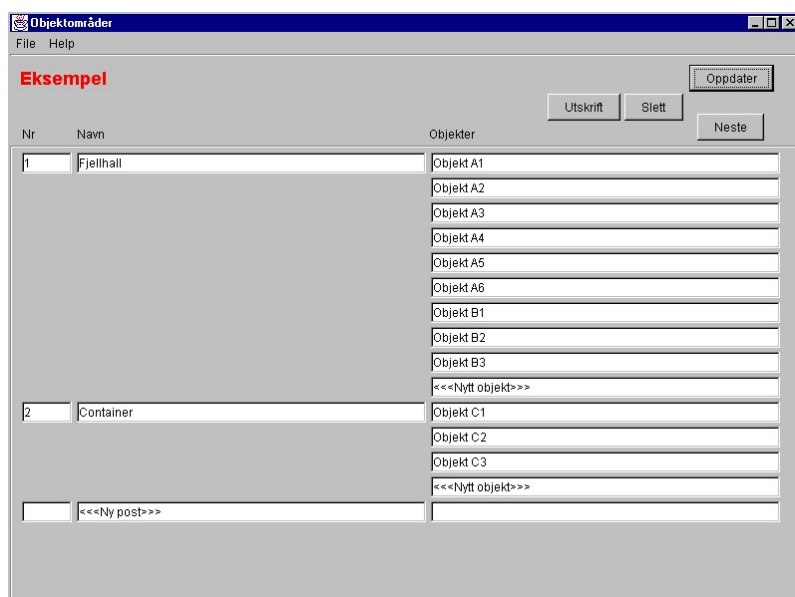 Objektområder
File Help
Eksempel
Oppdater
Utskrift Slett
Neste
Nr Navn Objekter
1 Fjellhall Objekt A1
Objekt A2
Objekt A3
Objekt A4
Objekt A5
Objekt A6
Objekt B1
Objekt B2
Objekt B3
<<<Nytt objekt>>>
2 Container Objekt C1
Objekt C2
Objekt C3
<<<Nytt objekt>>>
<<<Ny post>>>